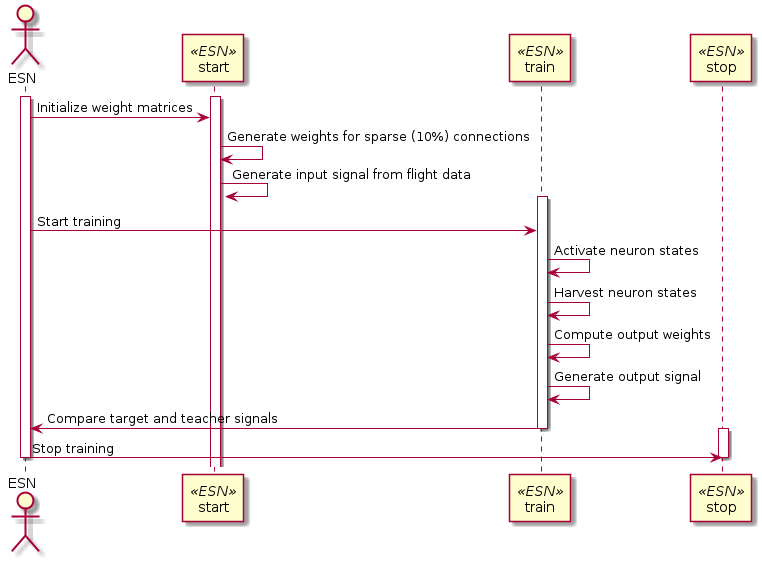 ESN
«ESN»
start
«ESN»
train
«ESN»
stop
Initialize weight matrices
Generate weights for sparse (10%) connections
Generate input signal from flight data
Start training
Activate neuron states
Harvest neuron states
Compute output weights
Generate output signal
Compare target and teacher signals
Stop training
ESN
«ESN»
start
«ESN»
train
«ESN»
stop